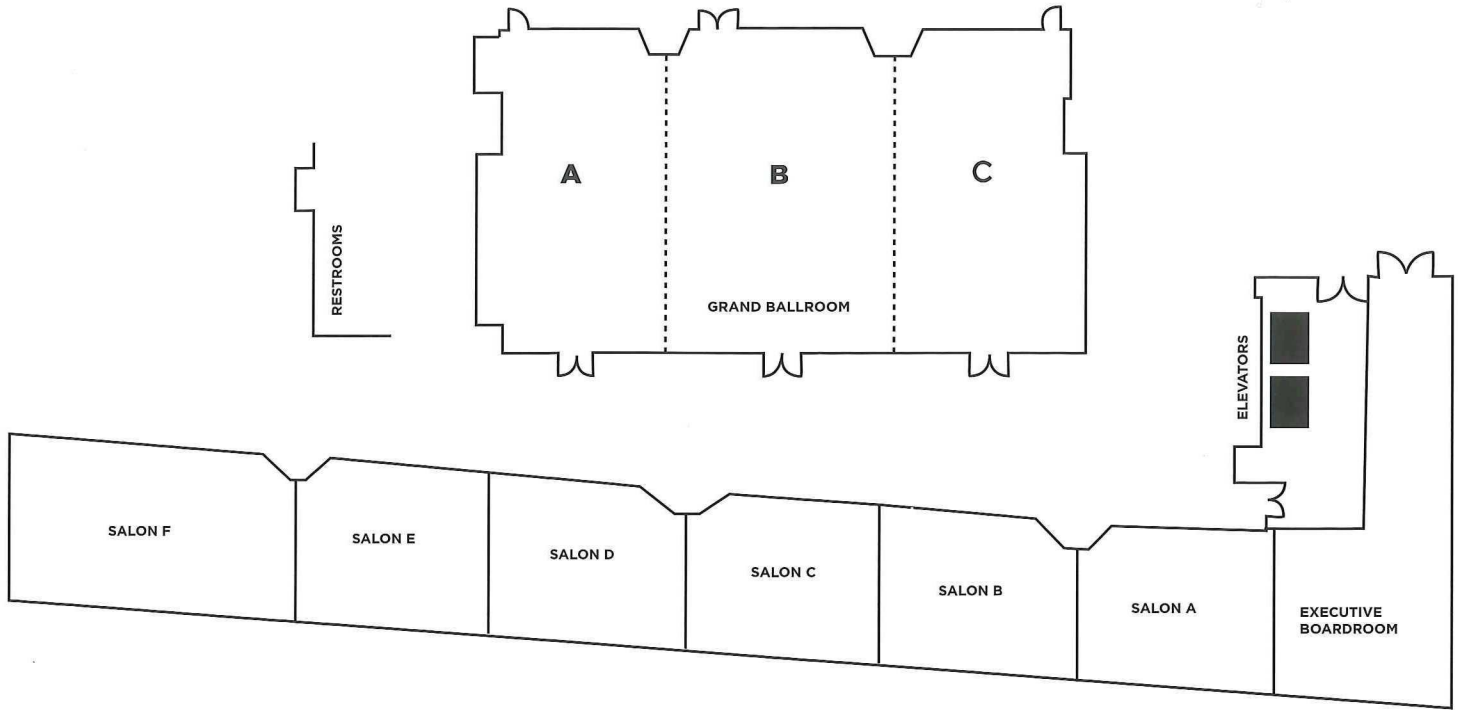 A
B
C
RESTROOMS
GRAND BALLROOM
ELEVATORS
SALON F
SALON E
SALON D
SALON C
SALON B
SALON A
EXECUTIVE
BOARDROOM